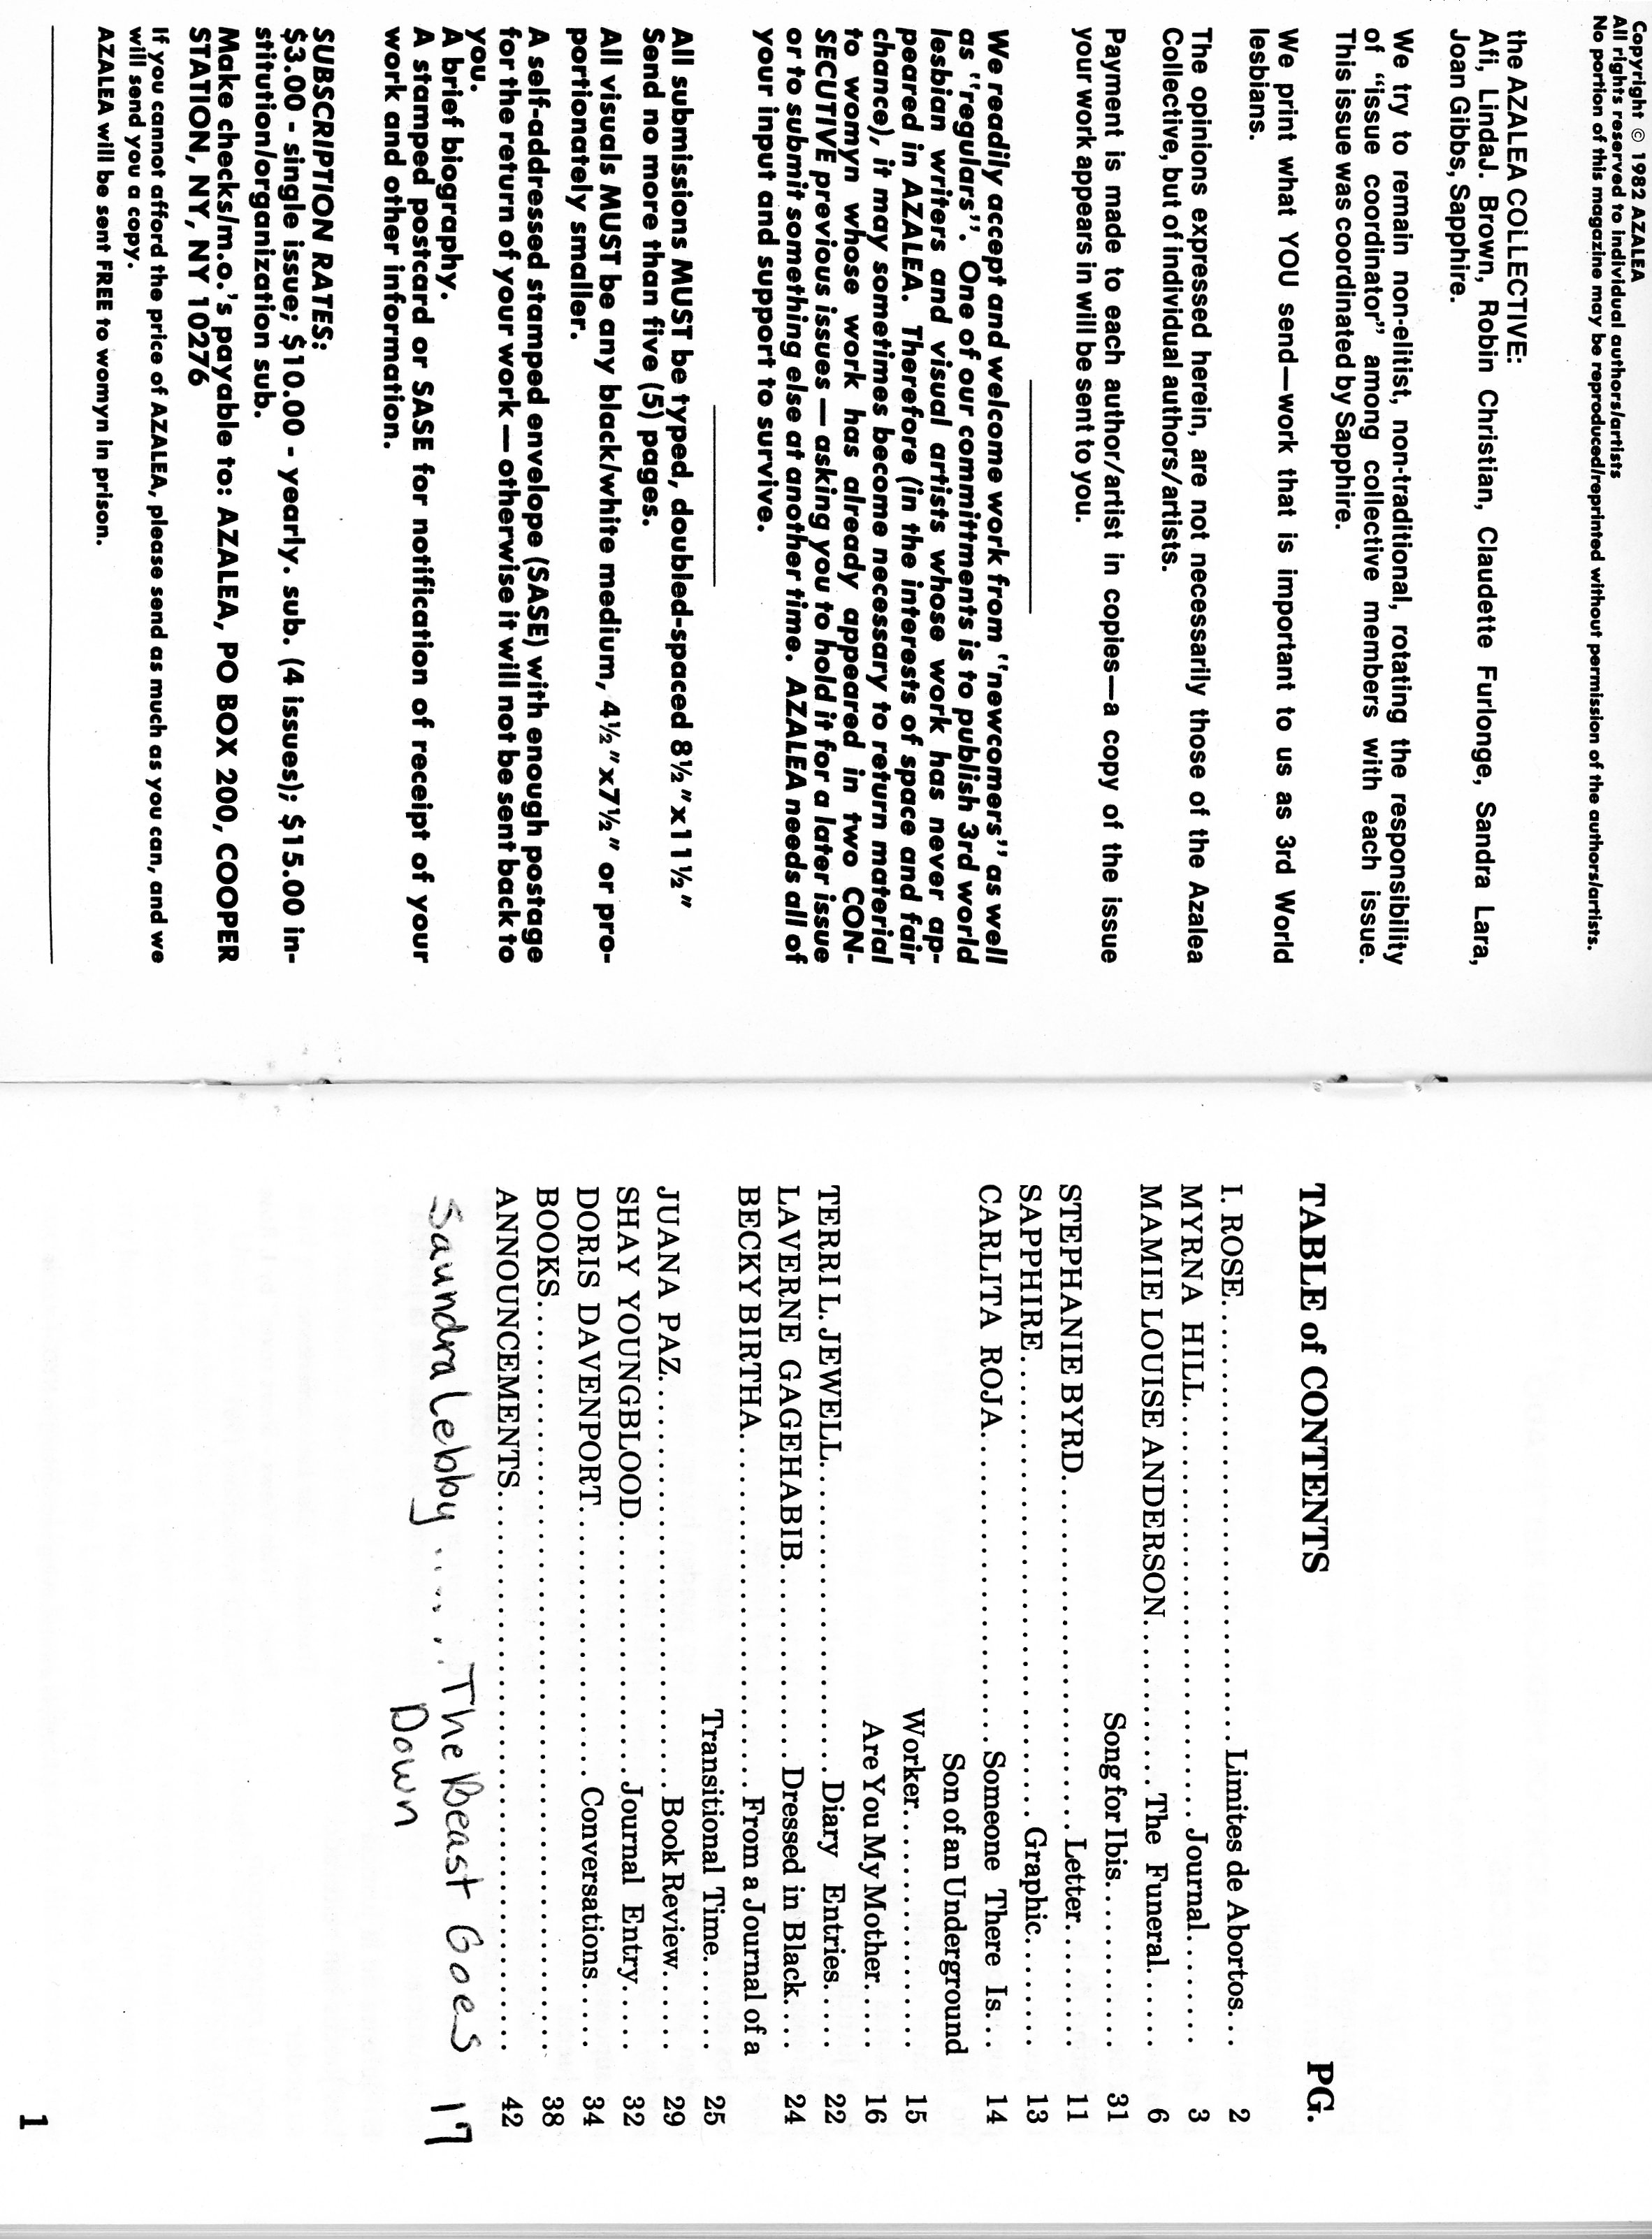 Copyright © 1982 AZALEA
All rights reserved to individual authors/artists
No portion of this magazine may be reproduced/reprinted without permission of the authors/artists.
the AZALEA COLLECTIVE:
Afi, LindaJ. Brown, Robin Christian, Claudette Furlonge, Sandra Lara,
Joan Gibbs, Sapphire.
We try to remain non-elitist, non-traditional, rotating the responsibility
of “issue coordinator” among collective members with each issue.
This issue was coordinated by Sapphire.
We print what YOU send—work that is important to us as 3rd World
lesbians.
The opinions expressed herein, are not necessarily those of the Azalea
Collective, but of individual authors/artists.
Payment is made to each author/artist in copies—a copy of the issue
your work appears in will be sent to you.
We readily accept and welcome work from "newcomers" as well
as "regulars". One of our committments is to publish 3rd world
lesbian writers and visual artists whose work has never ap-
peared in AZALEA. Therefore (in the interests of space and fair
chance), it may sometimes become necessary to return material
to womyn whose work has already appeared in two CON-
SECUTIVE previous issues — asking you to hold it for a later issue
or to submit something else at another time. AZALEA needs all of
your input and support to survive.
All submissions MUST be typed, doubled-spaced 8½"x11½"
Send no more than five (5) pages.
All visuals MUST be any black/white medium, 4½"x7½" or pro-
portionately smaller.
A self-addressed stamped envelope (SASE) with enough postage
for the return of your work — otherwise it will not be sent back to
you.
A brief biography.
A stamped postcard or SASE for notification of receipt of your
work and other information.
SUBSCRIPTION RATES:
$3.00 - single issue; $10.00 - yearly. sub. (4 issues); $15.00 in-
stitution/organization sub.
Make checks/m.o.'s payable to: AZALEA, PO BOX 200, COOPER
STATION, NY, NY 10276
If you cannot afford the price of AZALEA, please send as much as you can, and we
will send you a copy.
AZALEA will be sent FREE to womyn in prison.
TABLE of CONTENTS PG.
I. ROSE............................... Limites de Abortos... 2
MYRNA HILL............................. Journal........ 3
MAMIE LOUISE ANDERSON............ The Funeral...... 6
Song for Ibis............ 31
STEPHANIE BYRD......................... Letter......... 11
SAPPHIRE................................ Graphic........ 13
CARLITA ROJA...................... Someone There Is... 14
Son of an Underground
Worker................. 15
Are You My Mother..... 16
TERRI L. JEWELL...................... Diary Entries..... 22
LAVERNE GAGEHABIB.............. Dressed in Black.... 24
BECKY BIRTHA......................... From a Journal of a
Transitional Time....... 25
JUANA PAZ............................. Book Review...... 29
SHAY YOUNGBLOOD.................. Journal Entry..... 32
DORIS DAVENPORT................... Conversations..... 34
BOOKS..................................................... 38
ANNOUNCEMENTS....................................... 42
Saundra Lebby ...... The Beast Goes 17
Down
1